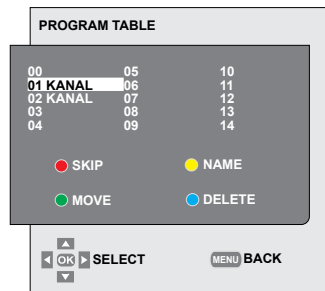 PROGRAM TABLE
00 05 10
01 KANAL 06 11
02 KANAL 07 12
03 08 13
04 09 14
SKIP NAME
MOVE DELETE
OK SELECT MENU BACK